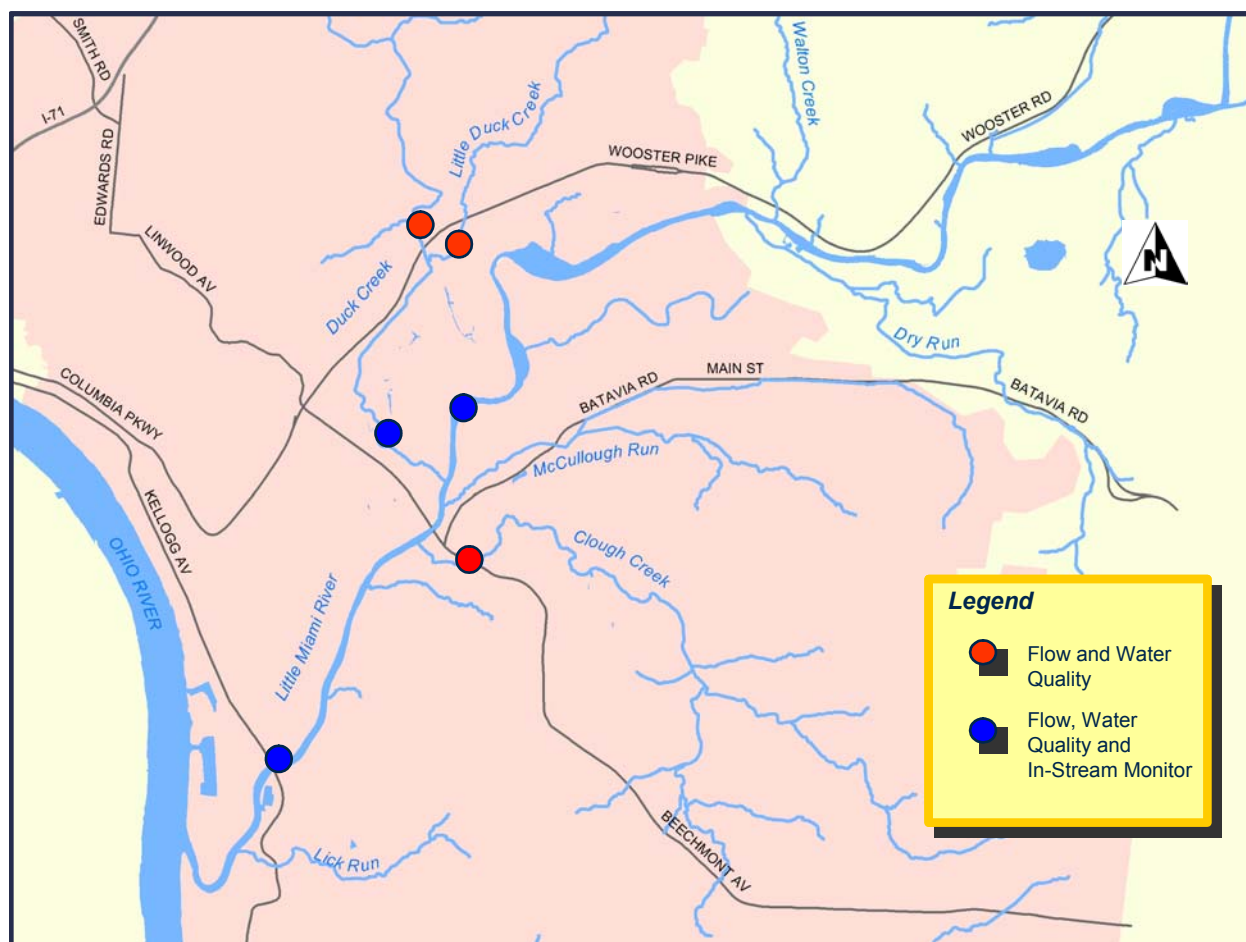 SMITH RD
I-71
EDWARDS RD
LINWOOD AV
Little Duck Creek
Walton Creek
WOOSTER RD
WOOSTER PIKE
N
Duck Creek
COLUMBIA PKWY
KELLOGG AV
OHIO RIVER
Dry Run
MAIN ST
BATAVIA RD
BATAVIA RD
McCullough Run
Clough Creek
Little Miami River
Lick Run
BEECHMONT AV
Legend
Flow and Water
Quality
Flow, Water
Quality and
In-Stream Monitor